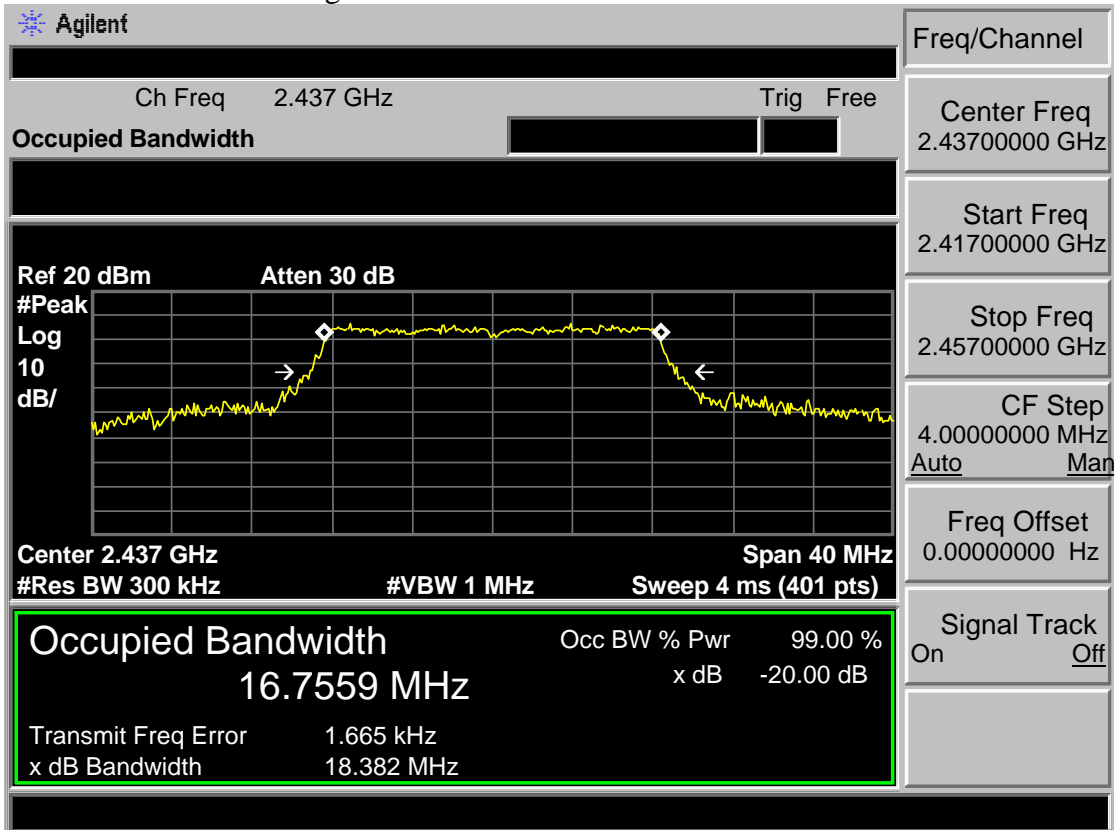 Agilent
Freq/Channel
Ch Freq 2.437 GHz Trig Free
Occupied Bandwidth
Center Freq
2.43700000 GHz
Start Freq
2.41700000 GHz
Ref 20 dBm Atten 30 dB
#Peak
Log
10
dB/
Stop Freq
2.45700000 GHz
CF Step
4.00000000 MHz
Auto Man
Freq Offset
0.00000000 Hz
Center 2.437 GHz Span 40 MHz
#Res BW 300 kHz #VBW 1 MHz Sweep 4 ms (401 pts)
Signal Track
On Off
Occupied Bandwidth Occ BW % Pwr 99.00 %
16.7559 MHz x dB -20.00 dB
Transmit Freq Error 1.665 kHz
x dB Bandwidth 18.382 MHz